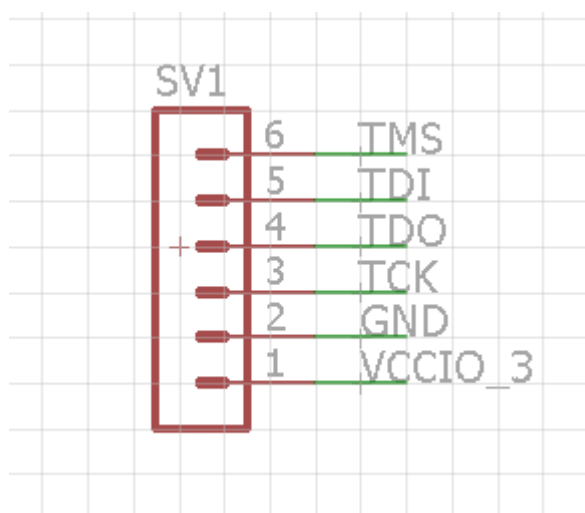 SV1
6 TMS
5 TDI
4 TDO
3 TCK
2 GND
1 VCCIO_3